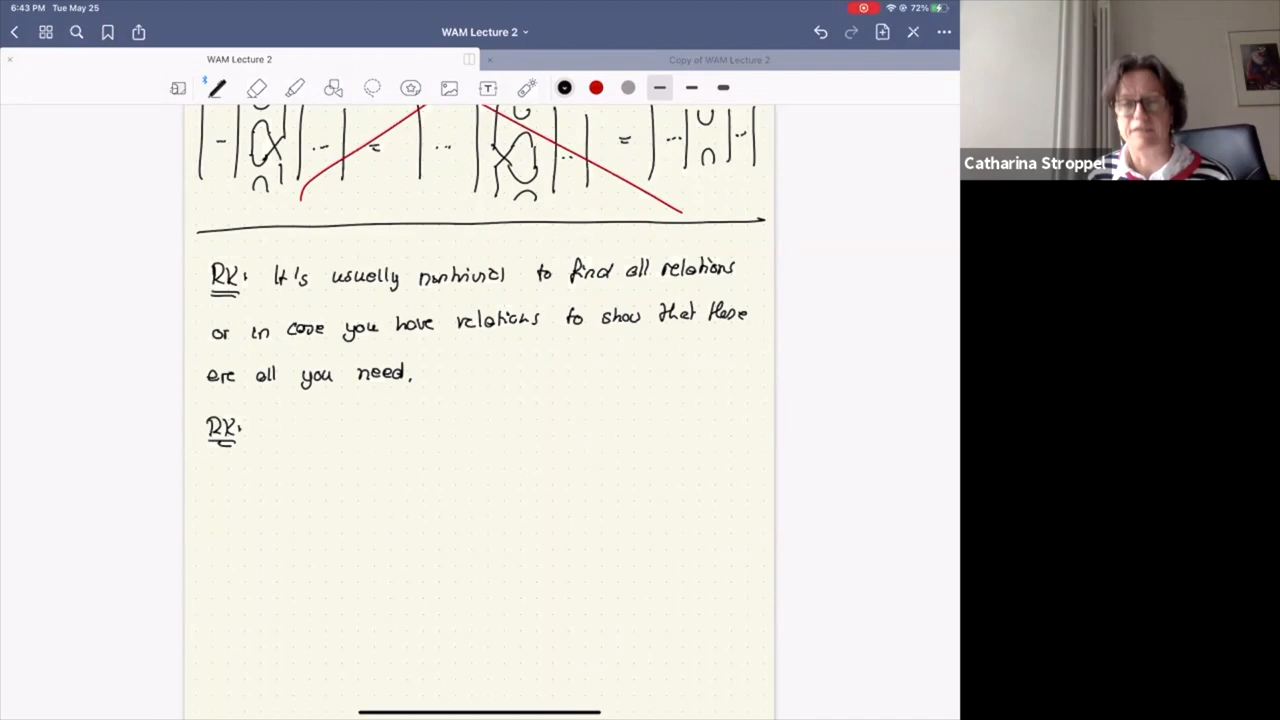 6:43 PM Tue May 25
72%
WAM Lecture 2
WAM Lecture 2
Copy of WAM Lecture 2
Catharina Stroppel
= ... = ...
RK: It's usually nontrivial to find all relations
or in case you have relations to show that these
are all you need.
RK: